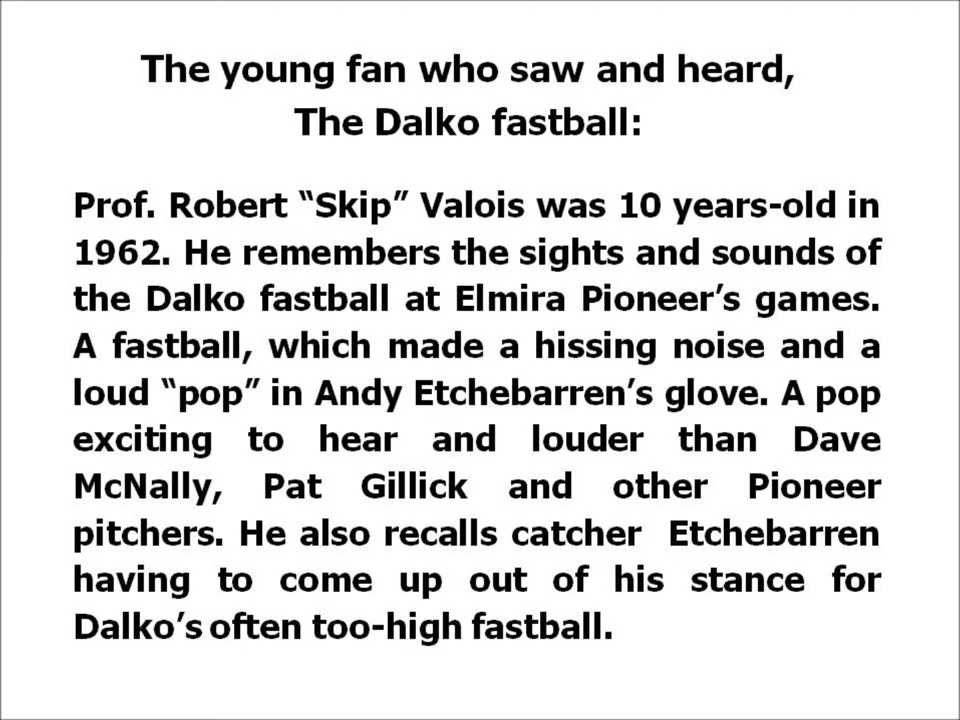 The young fan who saw and heard,
The Dalko fastball:
Prof. Robert “Skip” Valois was 10 years-old in
1962. He remembers the sights and sounds of
the Dalko fastball at Elmira Pioneer’s games.
A fastball, which made a hissing noise and a
loud “pop” in Andy Etchebarren’s glove. A pop
exciting to hear and louder than Dave
McNally, Pat Gillick and other Pioneer
pitchers. He also recalls catcher Etchebarren
having to come up out of his stance for
Dalko’s often too-high fastball.